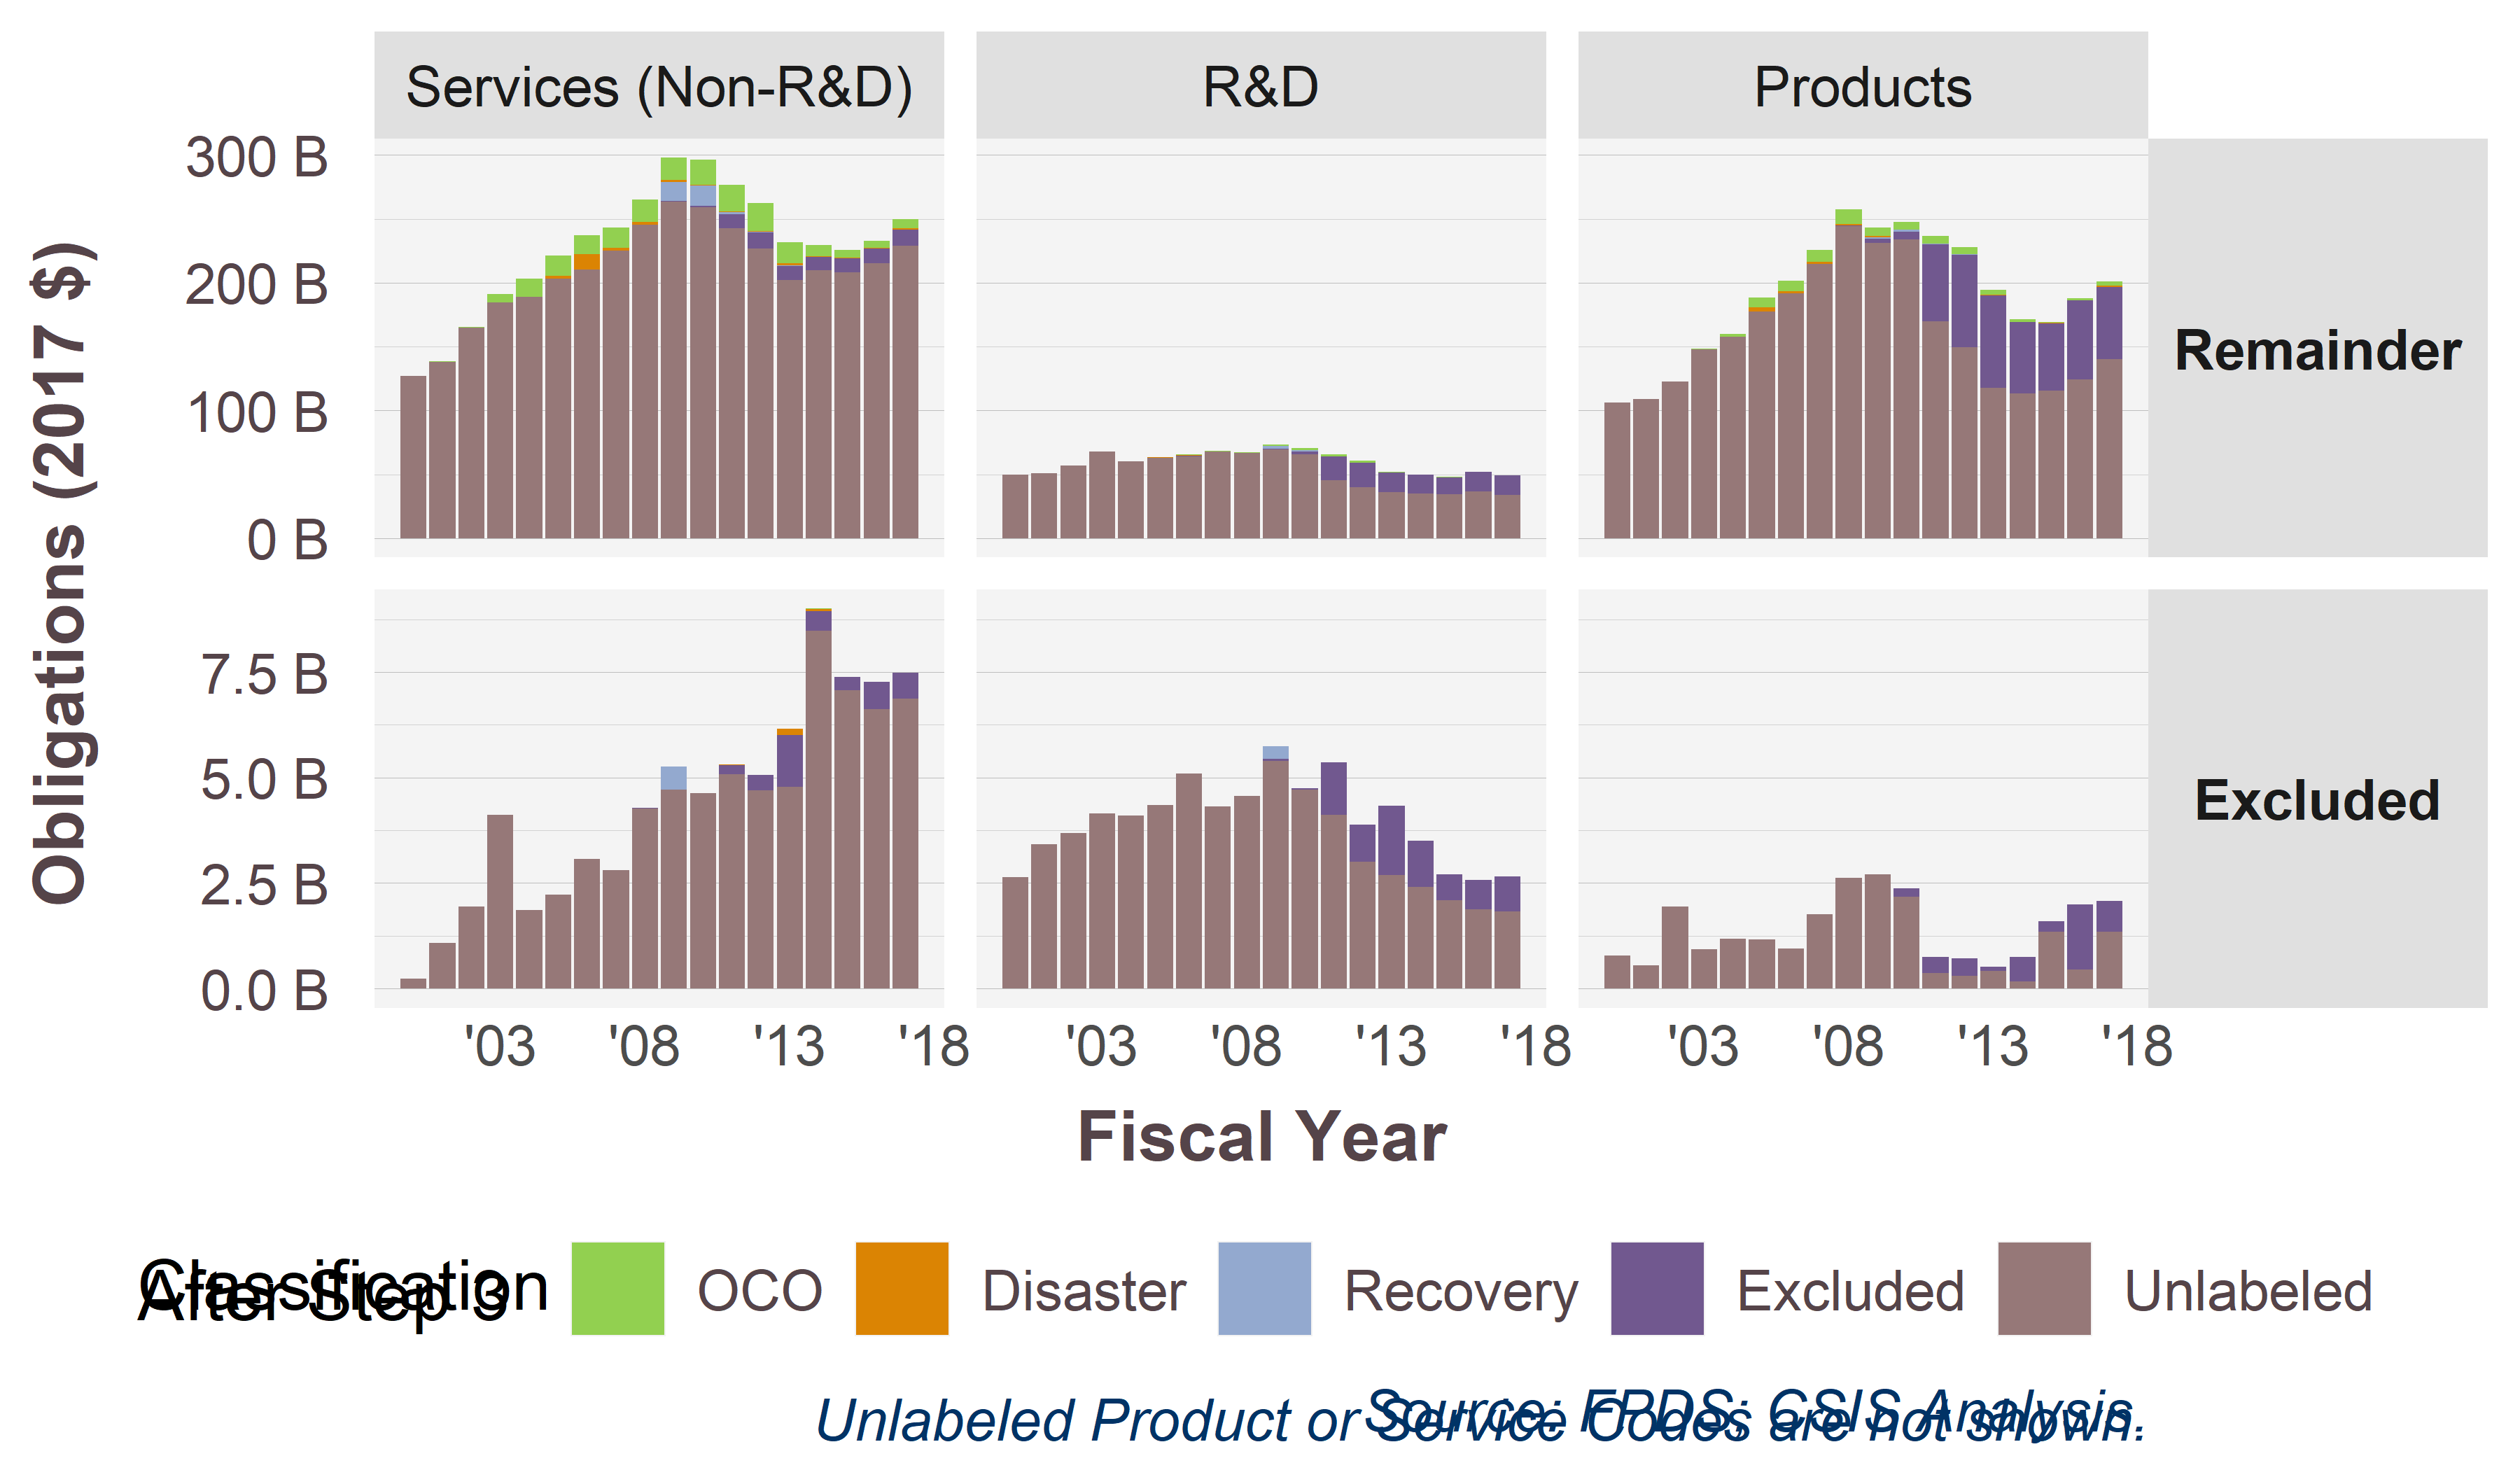 Services (Non-R&D)
R&D
Products
300 B
200 B
100 B
0 B
Remainder
7.5 B
5.0 B
2.5 B
0.0 B
Excluded
Obligations (2017 $)
'03 '08 '13 '18
'03 '08 '13 '18
'03 '08 '13 '18
Fiscal Year
Classification
After Step 3
OCO
Disaster
Recovery
Excluded
Unlabeled
Source: FPDS; CSIS Analysis.
Unlabeled Product or Service Codes are not shown.